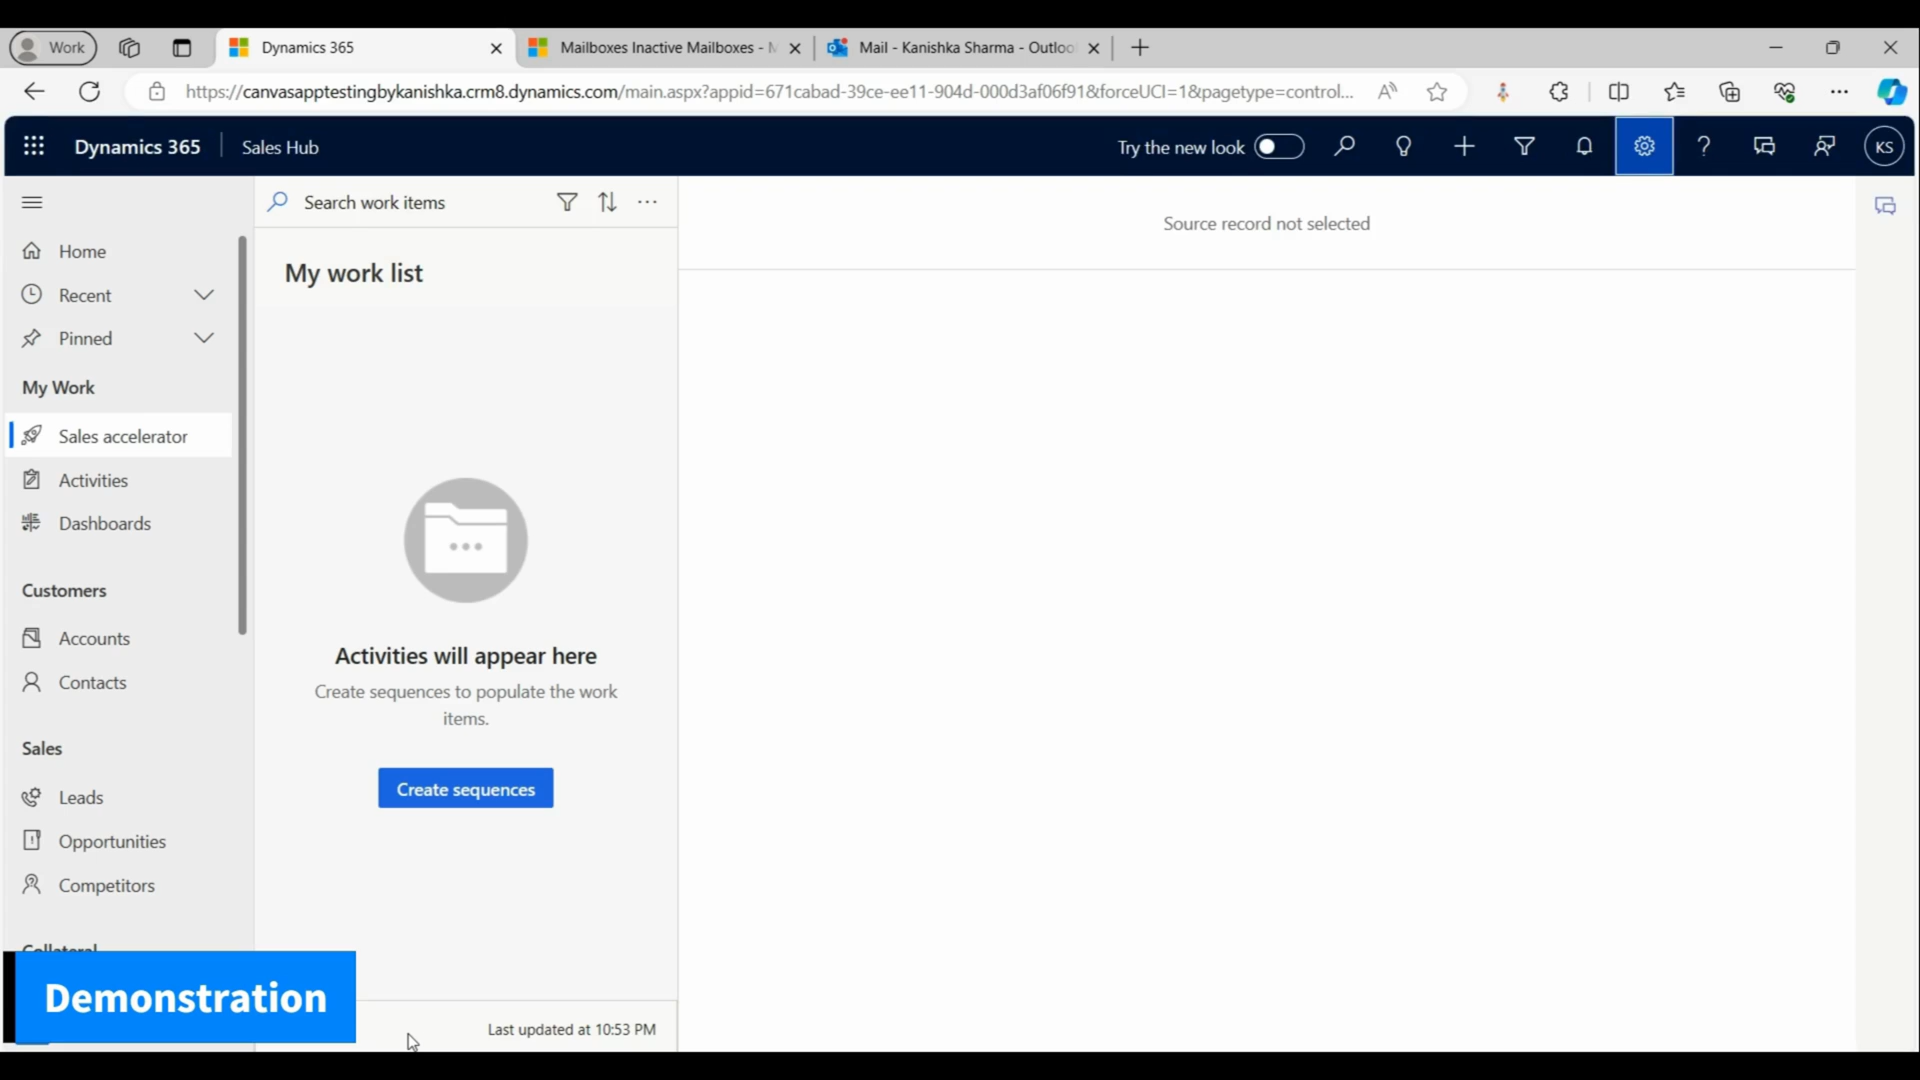 Work
Dynamics 365
Mailboxes Inactive Mailboxes -
Mail - Kanishka Sharma - Outloo
https://canvasapptestingbykanishka.crm8.dynamics.com/main.aspx?appid=671cabad-39ce-ee11-904d-000d3af06f91&forceUCI=1&pagetype=control...
Dynamics 365
Sales Hub
Try the new look
KS
Search work items
Source record not selected
Home
My work list
Recent
Pinned
My Work
Sales accelerator
Activities
Dashboards
Customers
Accounts
Contacts
Activities will appear here
Create sequences to populate the work
items.
Sales
Create sequences
Leads
Opportunities
Competitors
Collateral
Demonstration
Last updated at 10:53 PM